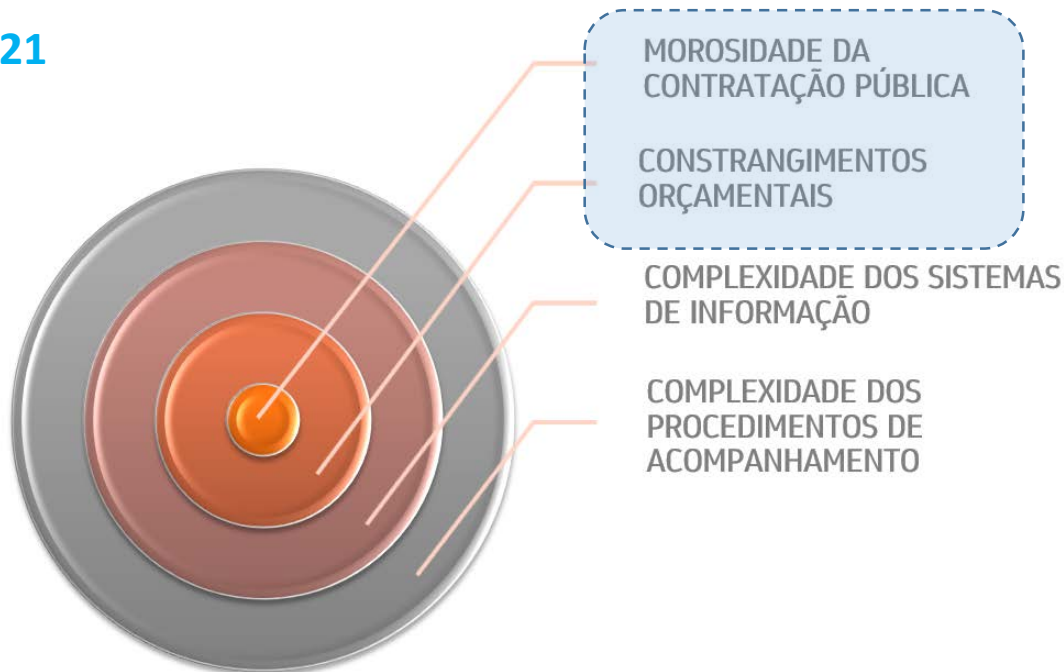 21
MOROSIDADE DA
CONTRATAÇÃO PÚBLICA
CONSTRANGIMENTOS
ORÇAMENTAIS
COMPLEXIDADE DOS SISTEMAS
DE INFORMAÇÃO
COMPLEXIDADE DOS
PROCEDIMENTOS DE
ACOMPANHAMENTO